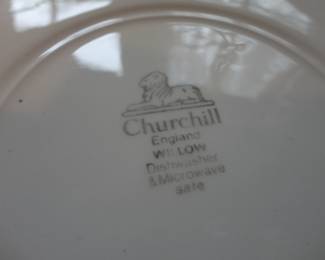 Churchill
England
WILLOW
Dishwasher
&Microwave
safe